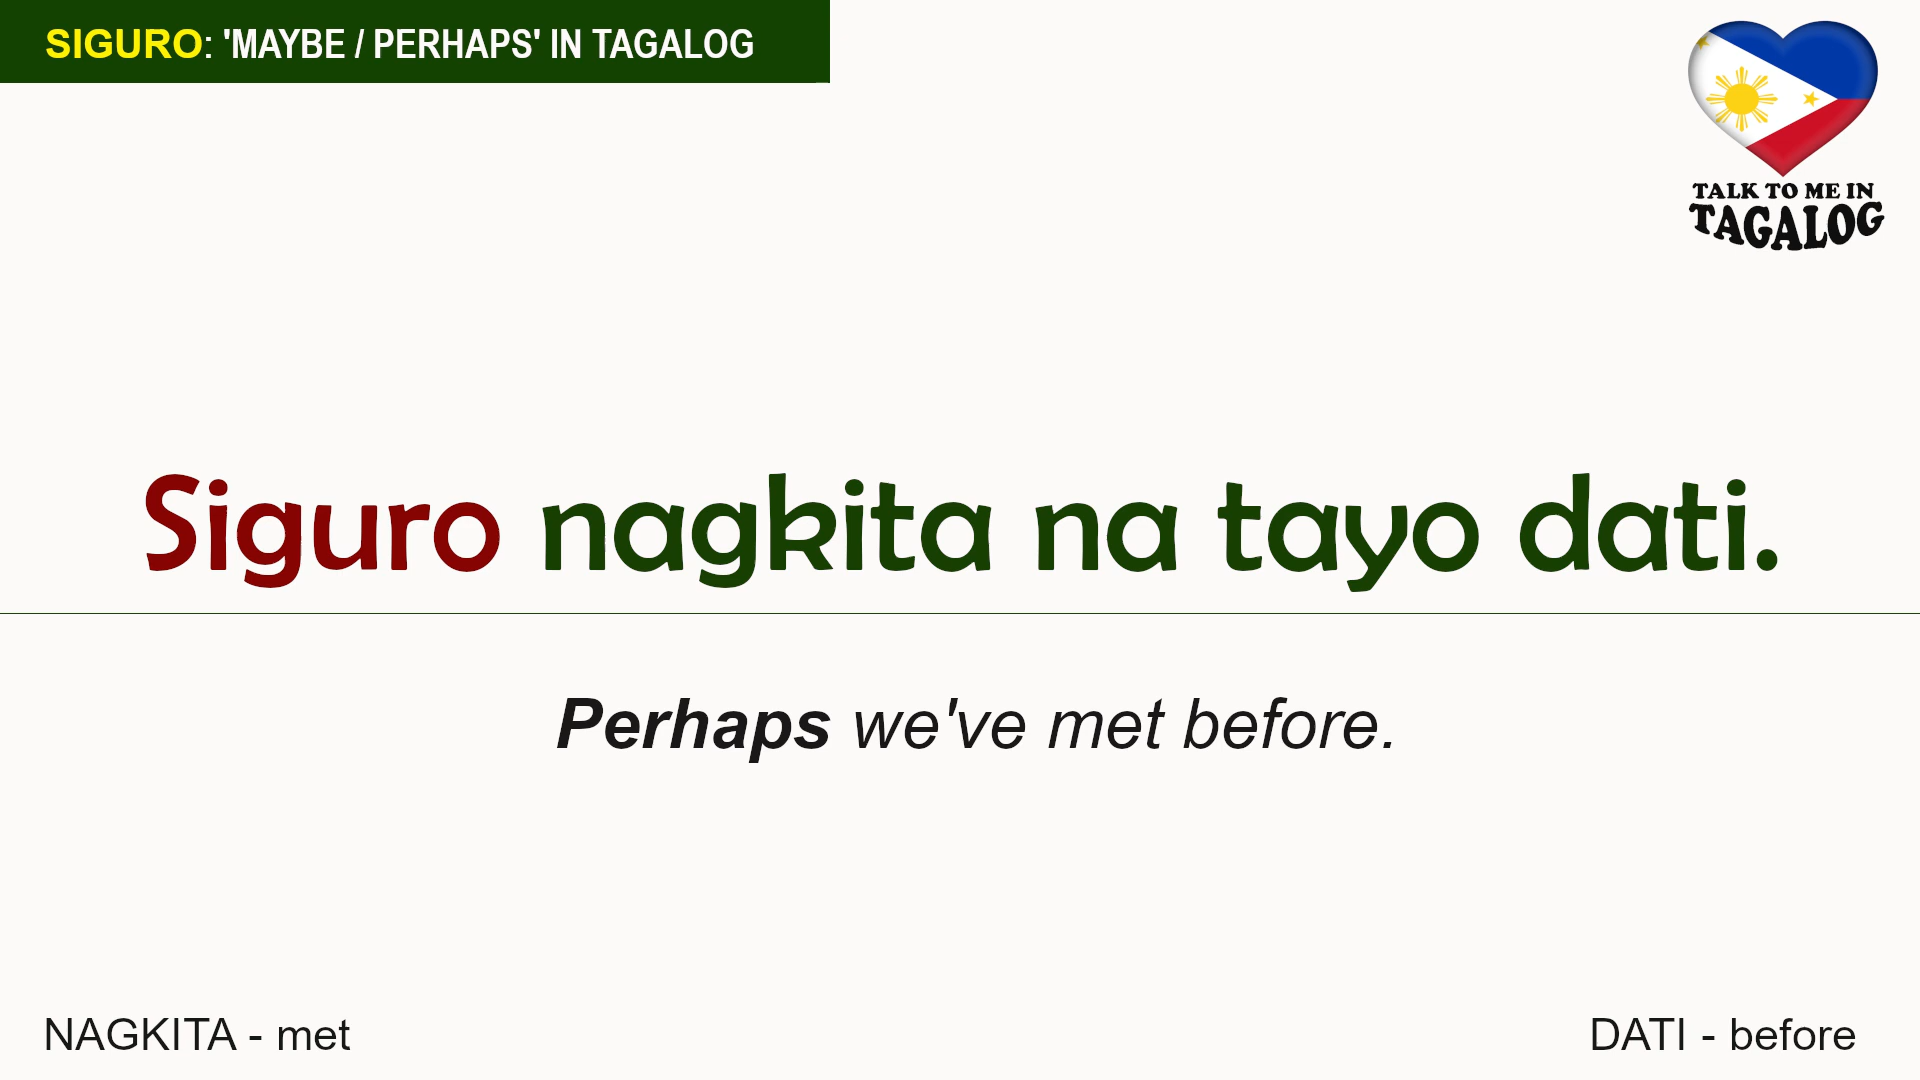 SIGURO: 'MAYBE / PERHAPS' IN TAGALOG
TALK TO ME IN
TAGALOG
Siguro nagkita na tayo dati.
Perhaps we've met before.
NAGKITA - met
DATI - before